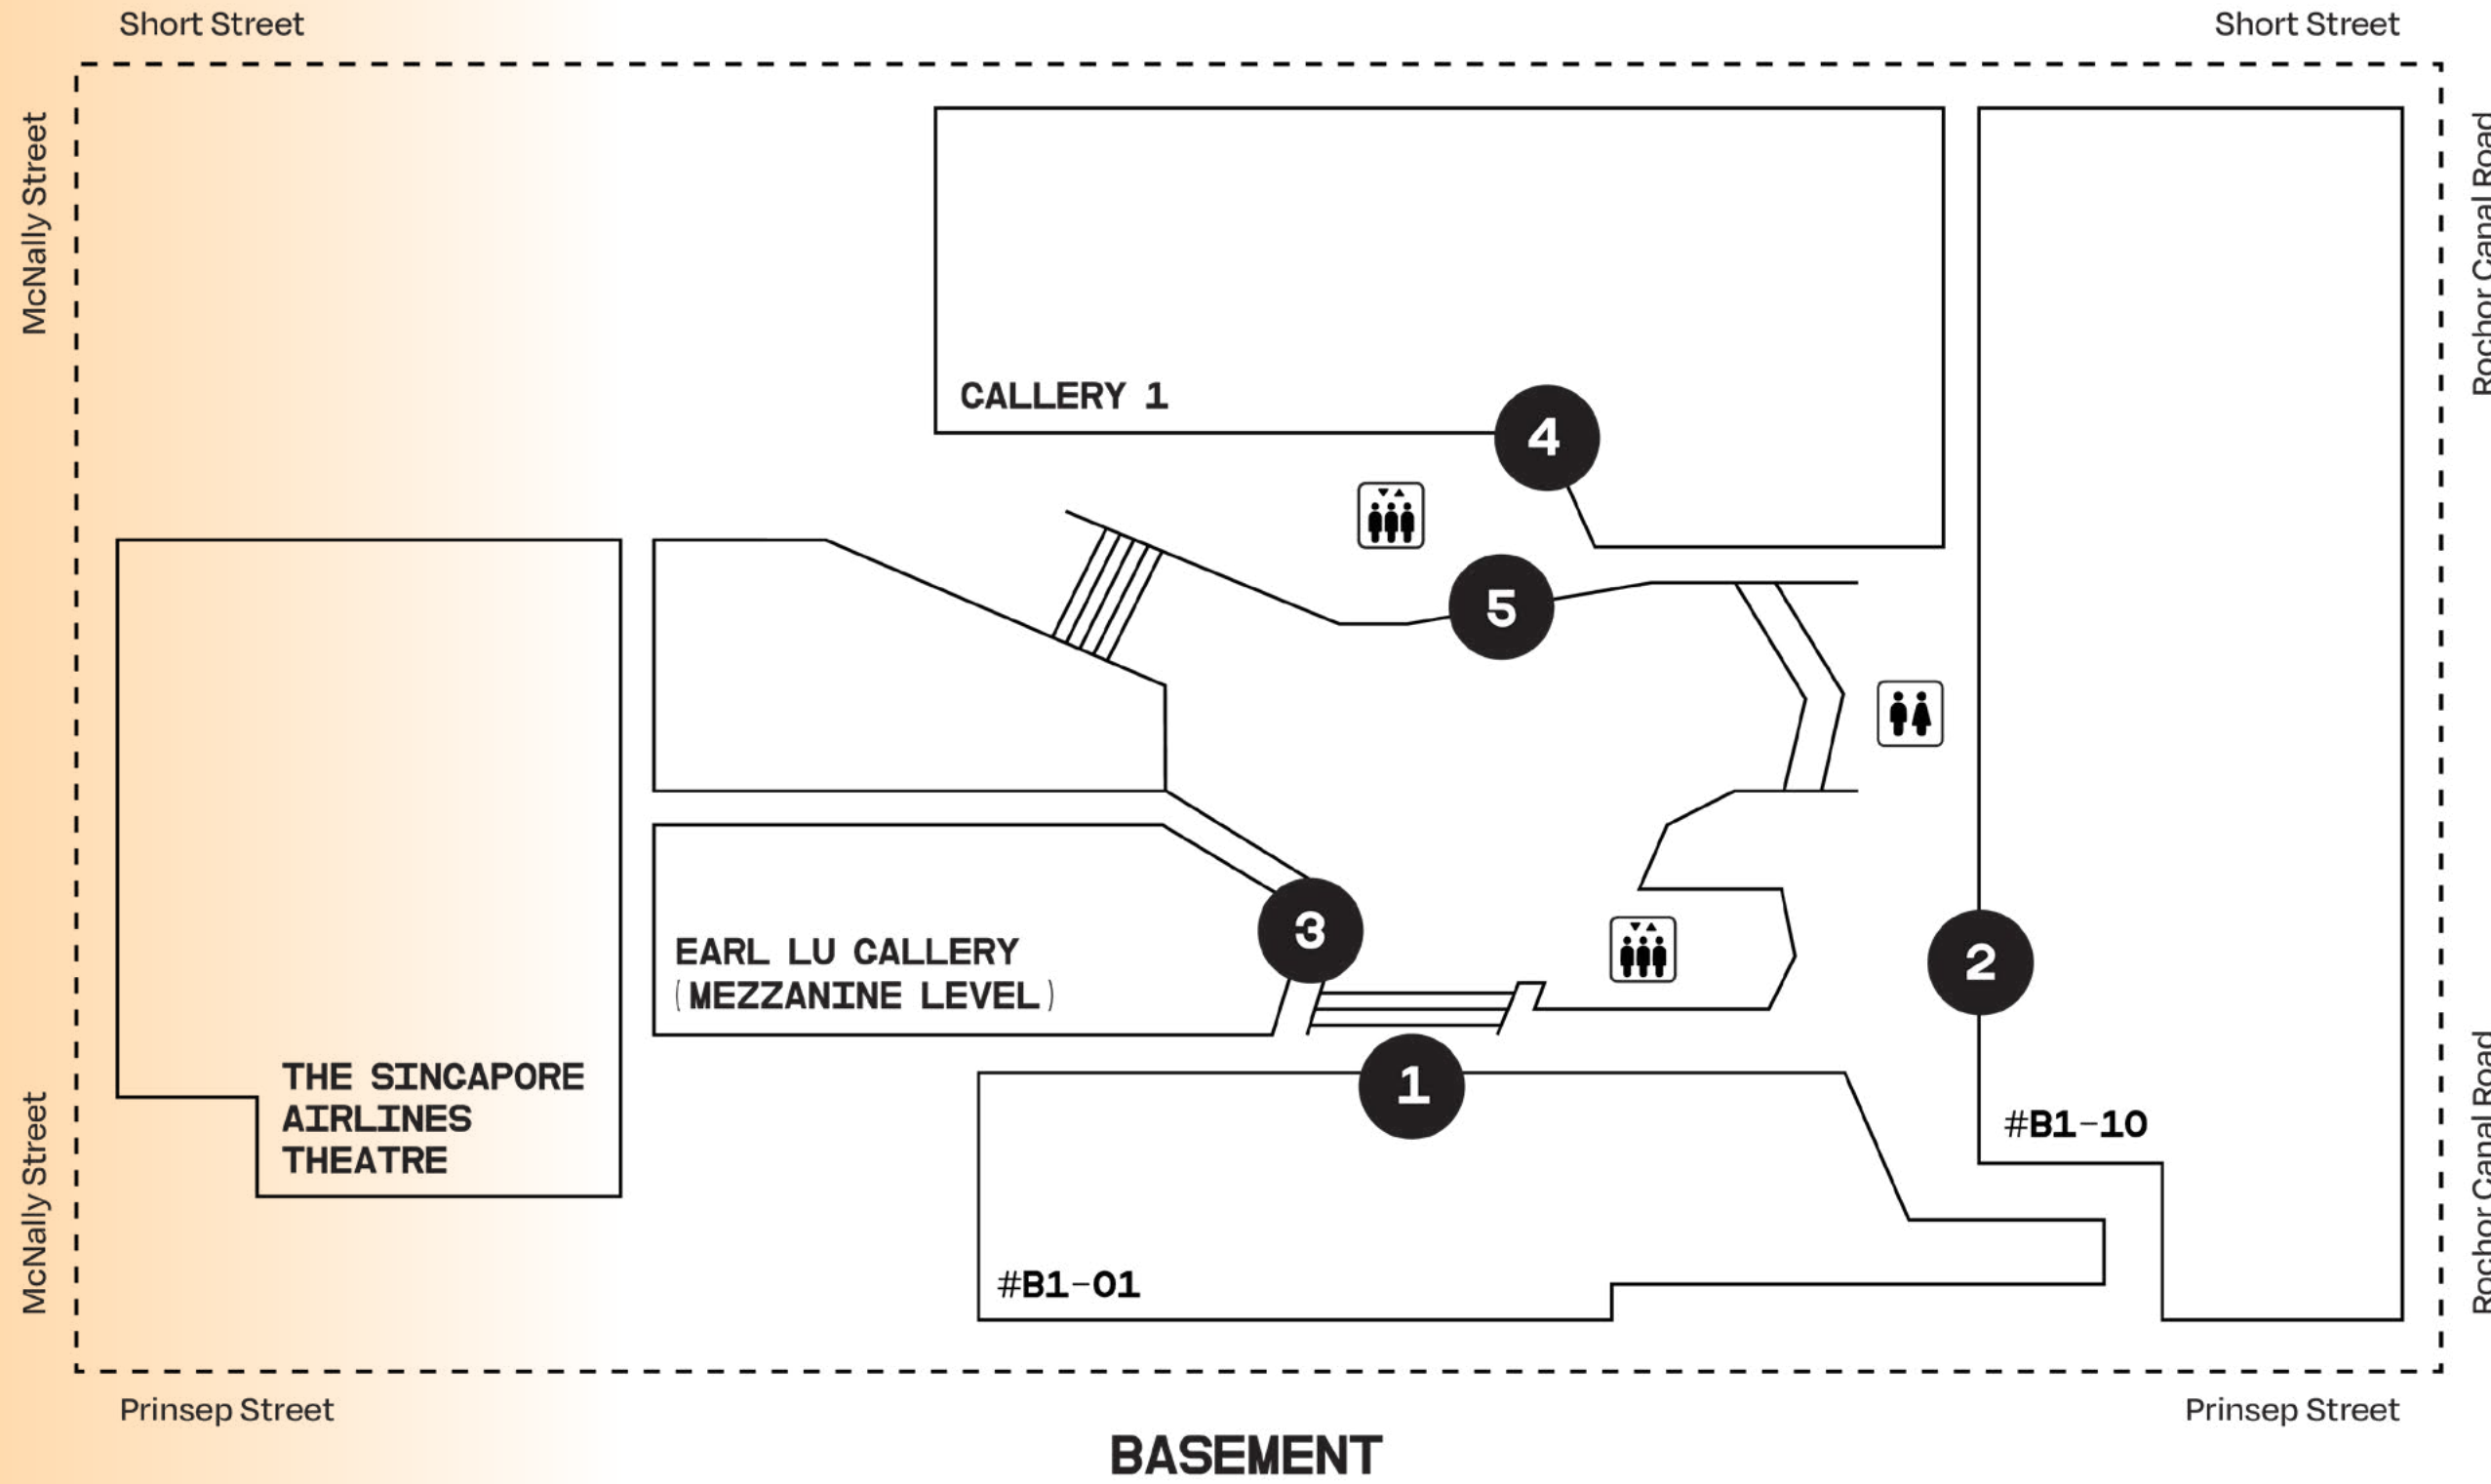 Short Street
Short Street
McNally Street
Rochor Canal Road
GALLERY 1
4
5
3
EARL LU GALLERY
(MEZZANINE LEVEL)
2
1
THE SINGAPORE
AIRLINES
THEATRE
#B1-10
#B1-01
McNally Street
Rochor Canal Road
Prinsep Street
Prinsep Street
BASEMENT